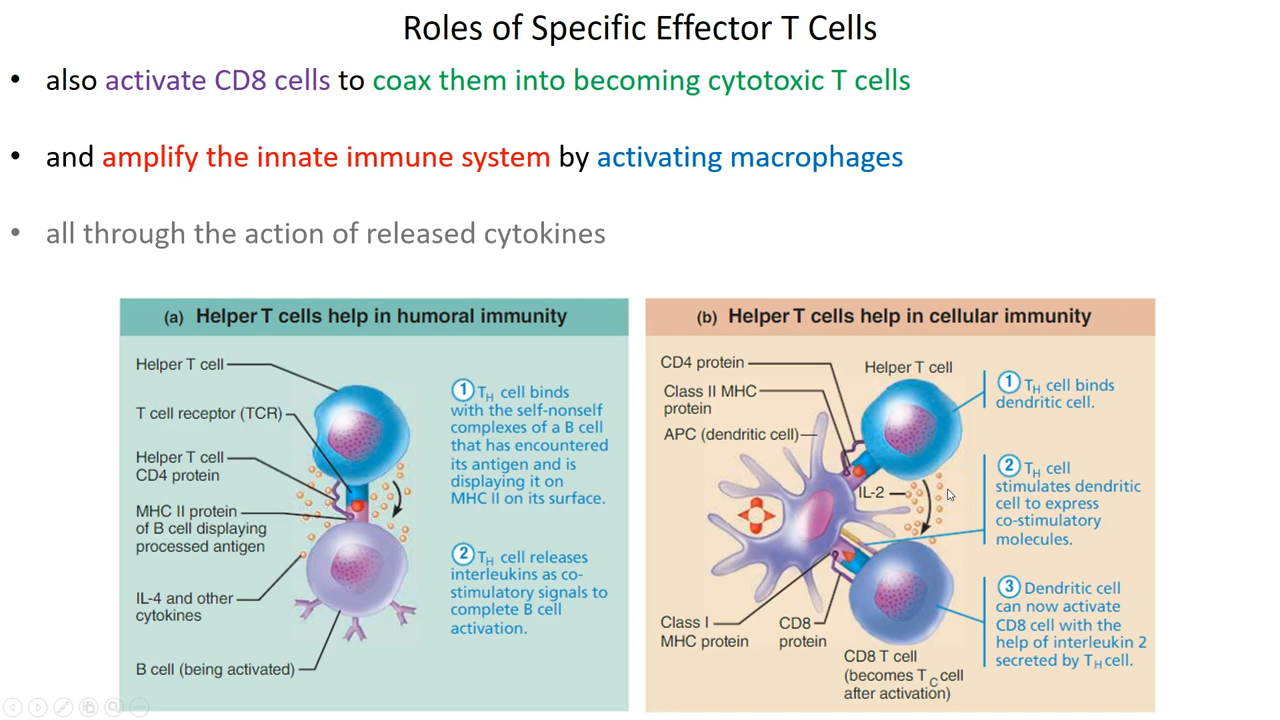 Roles of Specific Effector T Cells
• also activate CD8 cells to coax them into becoming cytotoxic T cells
• and amplify the innate immune system by activating macrophages
• all through the action of released cytokines
(a) Helper T cells help in humoral immunity
Helper T cell
T cell receptor (TCR)
Helper T cell
CD4 protein
MHC II protein
of B cell displaying
processed antigen
IL-4 and other
cytokines
B cell (being activated)
1 TH cell binds
with the self-nonself
complexes of a B cell
that has encountered
its antigen and is
displaying it on
MHC II on its surface.
2 TH cell releases
interleukins as co-
stimulatory signals to
complete B cell
activation.
(b) Helper T cells help in cellular immunity
CD4 protein
Class II MHC
protein
APC (dendritic cell)
Helper T cell
IL-2
Class I
MHC protein
CD8
protein
CD8 T cell
(becomes TC cell
after activation)
1 TH cell binds
dendritic cell.
2 TH cell
stimulates dendritic
cell to express
co-stimulatory
molecules.
3 Dendritic cell
can now activate
CD8 cell with the
help of interleukin 2
secreted by TH cell.